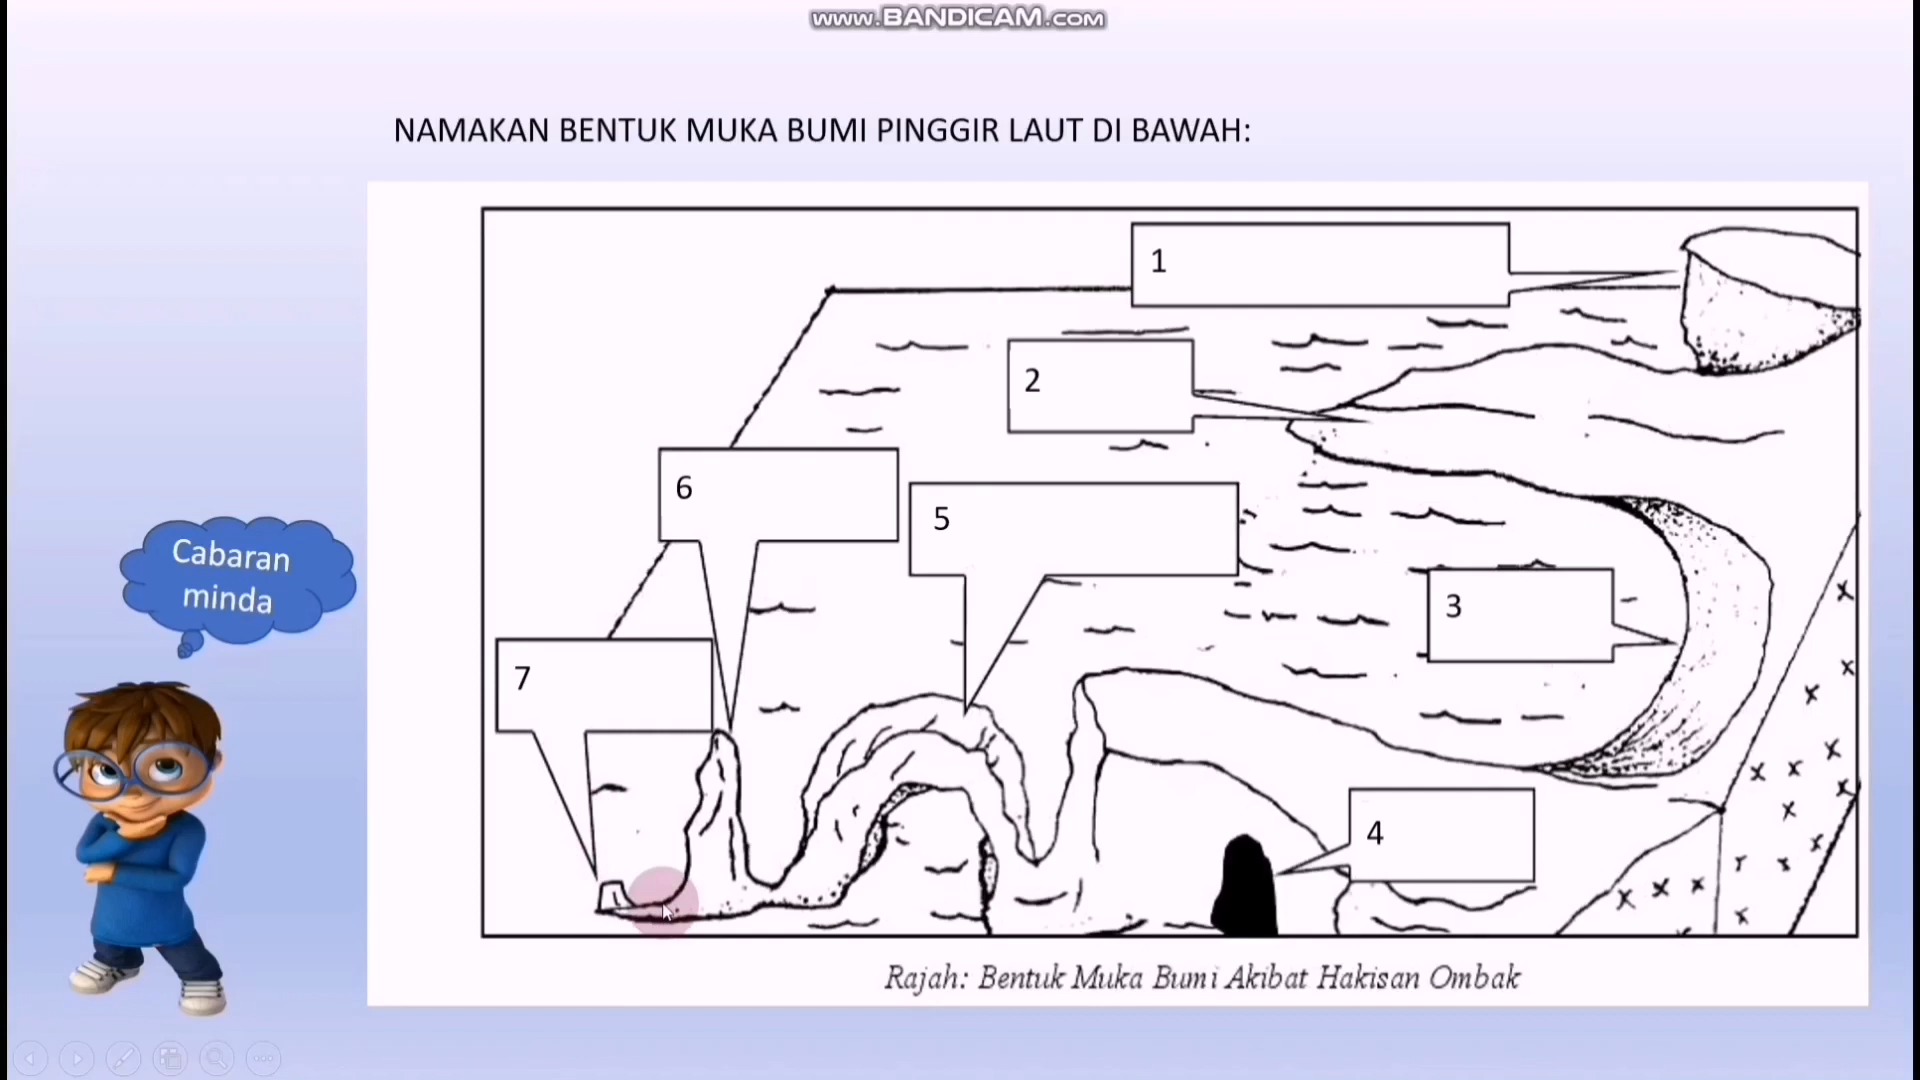 www.BANDICAM.com
NAMAKAN BENTUK MUKA BUMI PINGGIR LAUT DI BAWAH:
1
2
6
5
Cabaran
minda
3
7
4
Rajah: Bentuk Muka Bumi Akibat Hakisan Ombak